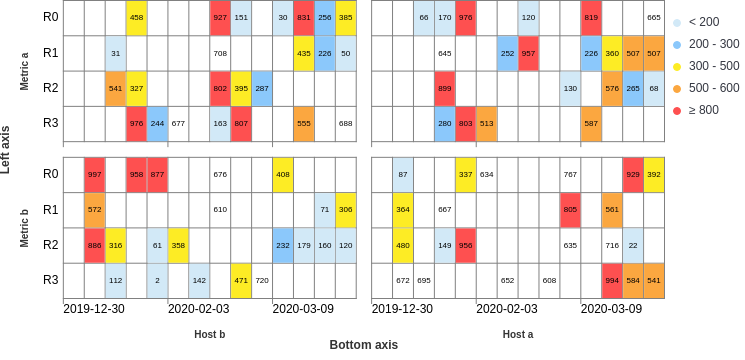 R0 458 927 151 30 831 256 385 66 170 976 120 819 665 < 200
R1 31 708 435 226 50 645 252 957 226 360 507 507 200 - 300
300 - 500
R2 541 327 802 395 287 899 130 576 265 68 500 - 600
R3 976 244 677 163 807 555 688 280 803 513 587 ≥ 800
Metric a
Left axis
R0 997 958 877 676 408 87 337 634 767 929 392
R1 572 610 71 306 364 667 805 561
R2 886 316 61 358 232 179 160 120 480 149 956 635 716 22
R3 112 2 142 471 720 672 695 652 608 994 584 541
Metric b
2019-12-30 2020-02-03 2020-03-09 2019-12-30 2020-02-03 2020-03-09
Host b Host a
Bottom axis